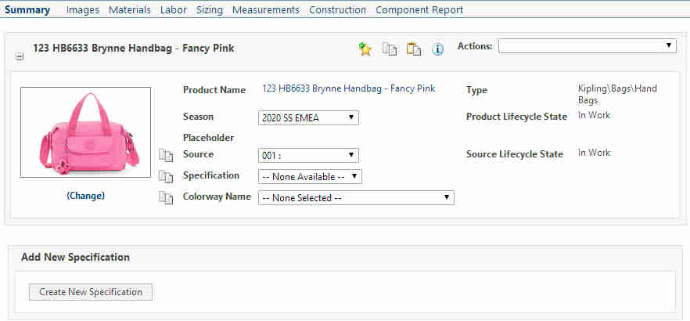 Summary Images Materials Labor Sizing Measurements Construction Component Report
123 HB6633 Brynne Handbag - Fancy Pink Actions:
Product Name 123 HB6633 Brynne Handbag - Fancy Pink Type Kipling\Bags\Hand
Bags
Season 2020 SS EMEA Product Lifecycle State In Work
Placeholder
Source 001 : Source Lifecycle State In Work
Specification -- None Available --
(Change) Colorway Name -- None Selected --
Add New Specification
Create New Specification